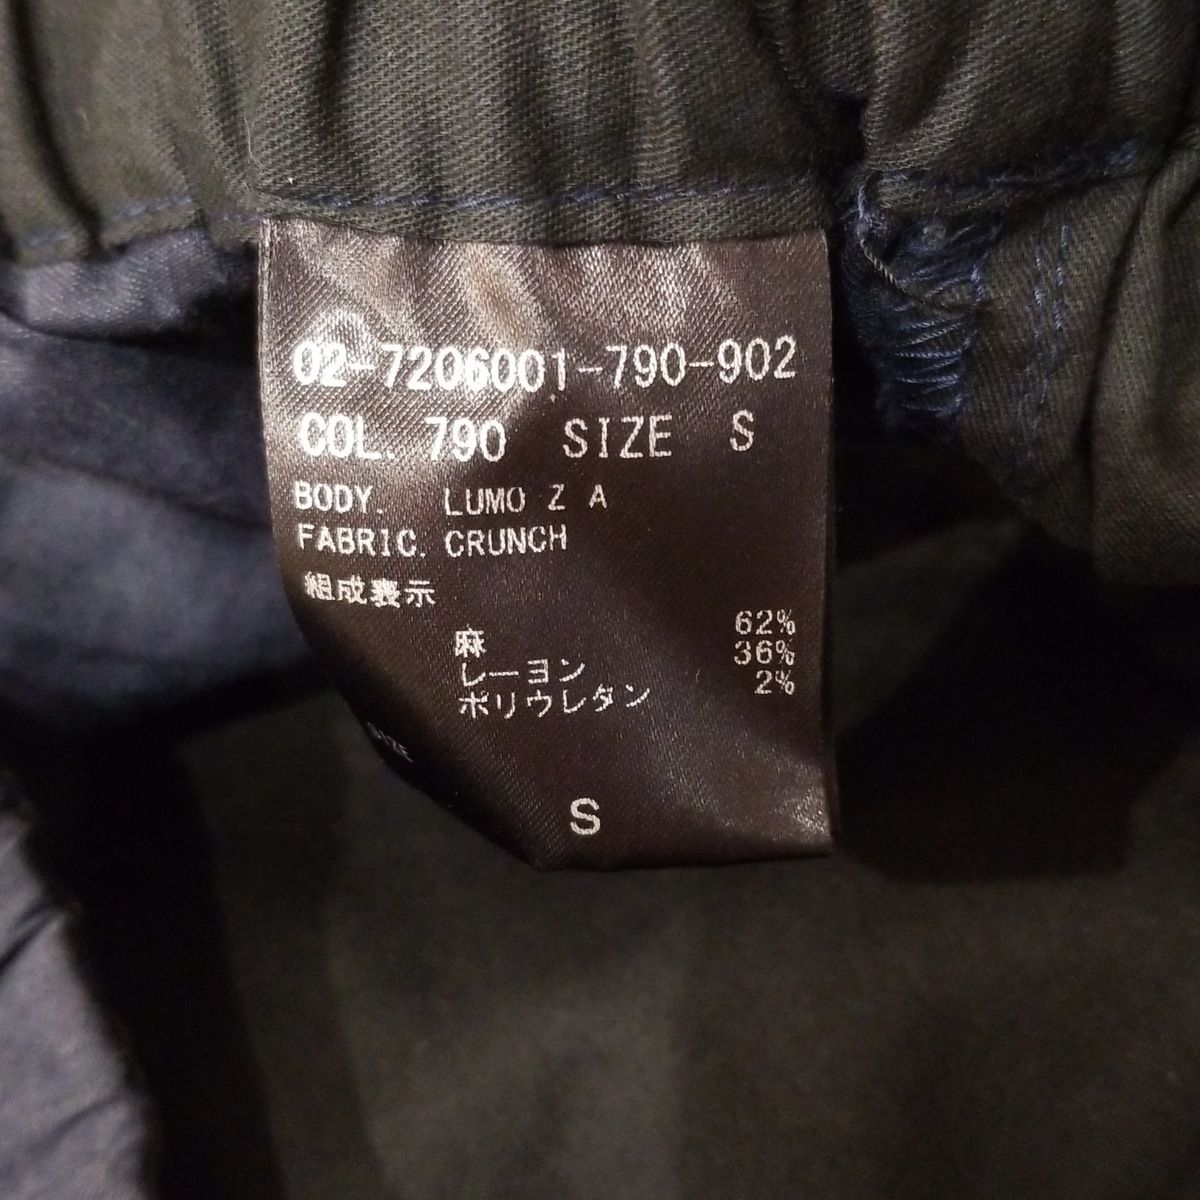 02-7206001-790-902
COL. 790 SIZE S
BODY. LUMO Z A
FABRIC. CRUNCH
組成表示
麻 62%
レーヨン 36%
ポリウレタン 2%
S